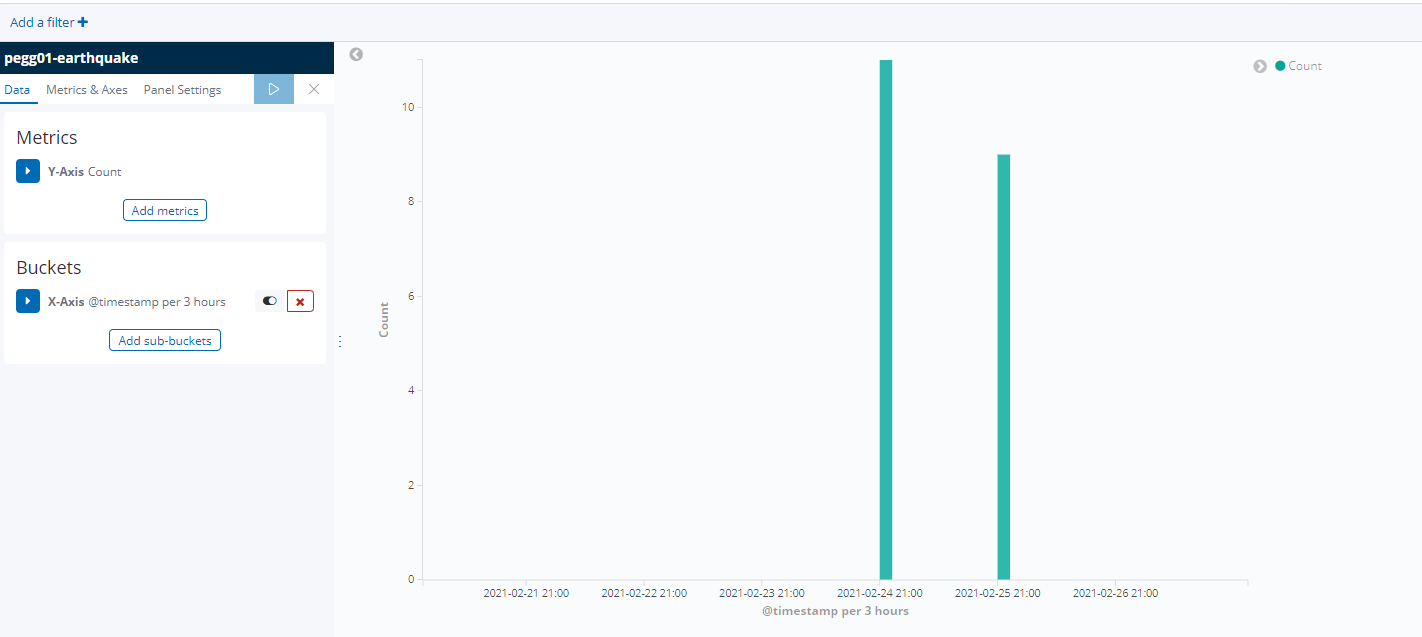 Add a filter +
pegg01-earthquake
Data Metrics & Axes Panel Settings
Metrics
Y-Axis Count
Add metrics
Buckets
X-Axis @timestamp per 3 hours
Add sub-buckets
Count
10
8
6
4
2
0
Count
2021-02-21 21:00 2021-02-22 21:00 2021-02-23 21:00 2021-02-24 21:00 2021-02-25 21:00 2021-02-26 21:00
@timestamp per 3 hours